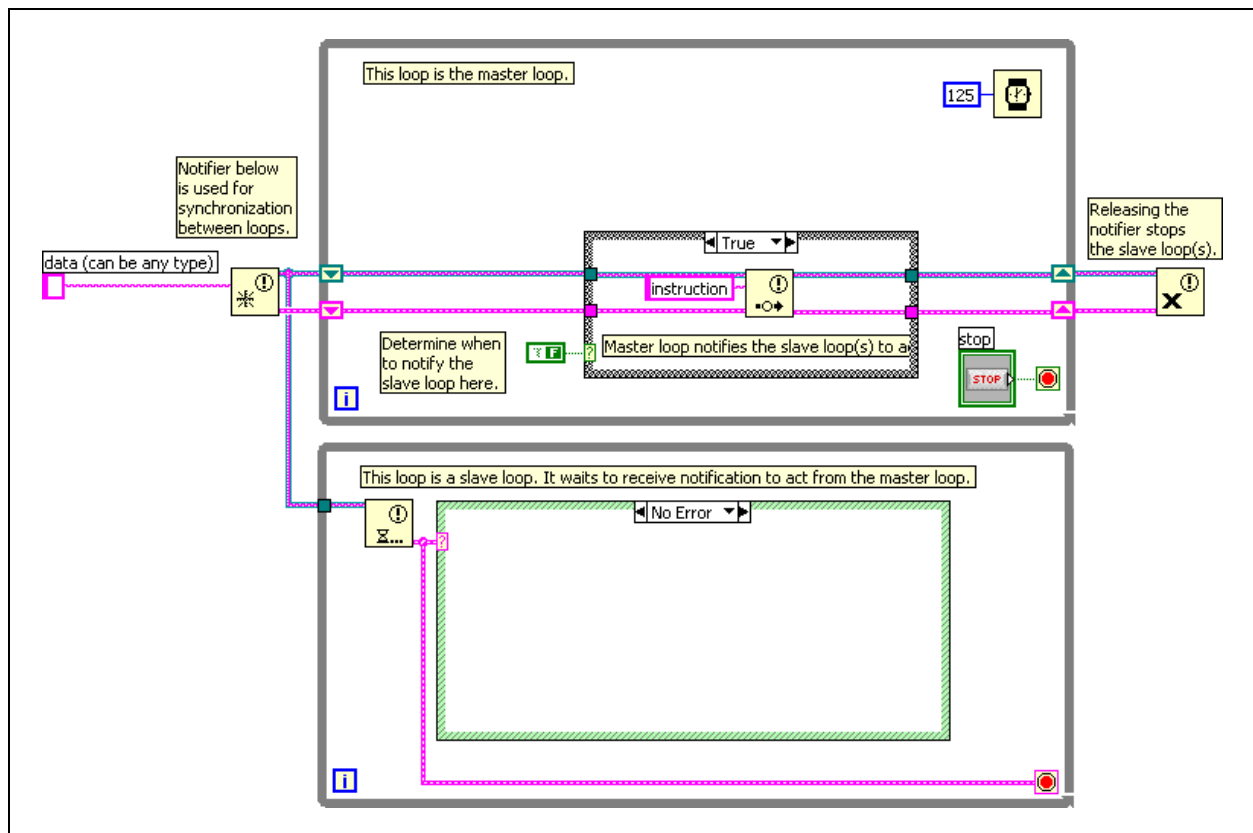 This loop is the master loop.
125
Notifier below
is used for
synchronization
between loops.
Releasing the
notifier stops
the slave loop(s).
True
data (can be any type)
instruction
Determine when
to notify the
slave loop here.
F
?
Master loop notifies the slave loop(s) to a
stop
STOP
i
This loop is a slave loop. It waits to receive notification to act from the master loop.
No Error
?
i